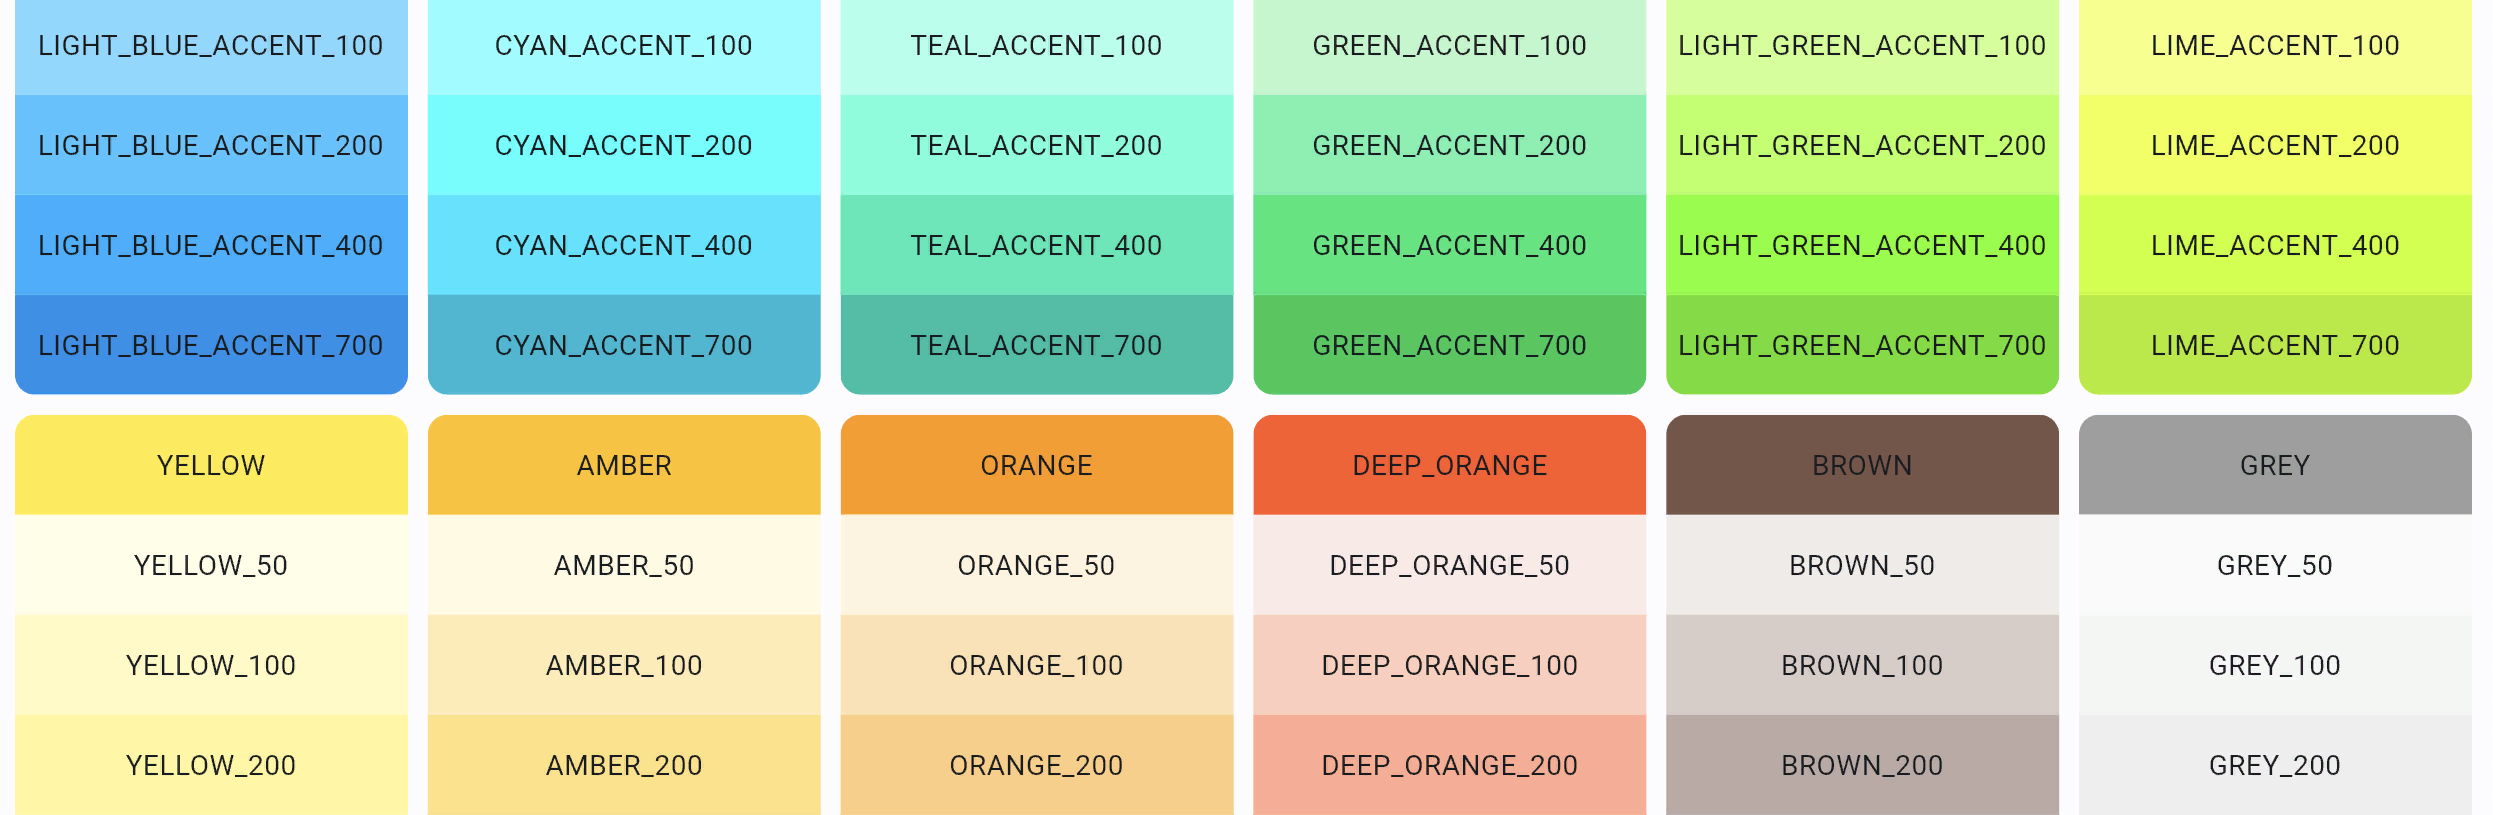 LIGHT_BLUE_ACCENT_100 CYAN_ACCENT_100 TEAL_ACCENT_100 GREEN_ACCENT_100 LIGHT_GREEN_ACCENT_100 LIME_ACCENT_100
LIGHT_BLUE_ACCENT_200 CYAN_ACCENT_200 TEAL_ACCENT_200 GREEN_ACCENT_200 LIGHT_GREEN_ACCENT_200 LIME_ACCENT_200
LIGHT_BLUE_ACCENT_400 CYAN_ACCENT_400 TEAL_ACCENT_400 GREEN_ACCENT_400 LIGHT_GREEN_ACCENT_400 LIME_ACCENT_400
LIGHT_BLUE_ACCENT_700 CYAN_ACCENT_700 TEAL_ACCENT_700 GREEN_ACCENT_700 LIGHT_GREEN_ACCENT_700 LIME_ACCENT_700
YELLOW AMBER ORANGE DEEP_ORANGE BROWN GREY
YELLOW_50 AMBER_50 ORANGE_50 DEEP_ORANGE_50 BROWN_50 GREY_50
YELLOW_100 AMBER_100 ORANGE_100 DEEP_ORANGE_100 BROWN_100 GREY_100
YELLOW_200 AMBER_200 ORANGE_200 DEEP_ORANGE_200 BROWN_200 GREY_200